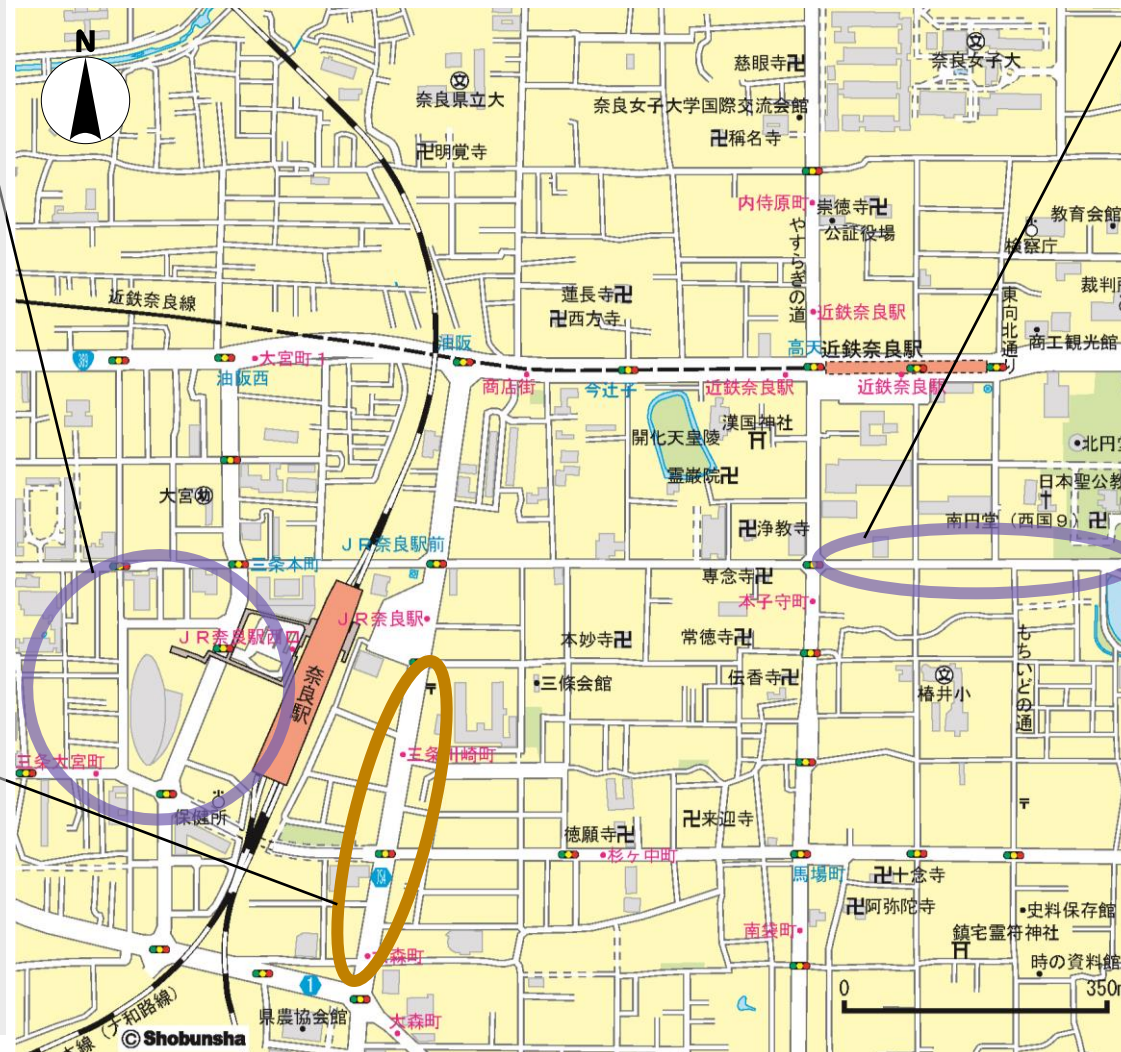 N
奈良県立大
慈眼寺
奈良女子大
奈良女子大学国際交流会館
稱名寺
明覚寺
内侍原町
崇徳寺
公証役場
教育会館
検察庁
やすらぎの道
近鉄奈良線
蓮長寺
西方寺
近鉄奈良駅
東向北通り
商工観光館
大宮町1
油阪
油阪西
高天
近鉄奈良駅
商店街
今辻子
近鉄奈良駅
近鉄奈良駅
漢国神社
開化天皇陵
霊巌院
大宮
幼
日本聖公教
南円堂（西国9）
浄教寺
JR奈良駅前
三条本町
専念寺
本子守町
JR奈良駅
JR奈良駅西口
本妙寺
常徳寺
伝香寺
三條会館
奈良駅
椿井小
もちいどの通
三条川崎町
三条大宮町
保健所
徳願寺
来迎寺
杉ヶ中町
馬場町
十念寺
阿弥陀寺
史料保存館
南袋町
鎮宅霊符神社
時の資料館
大森町
1
0
350m
県農協会館
大森町
（大和路線）
© Shobunsha